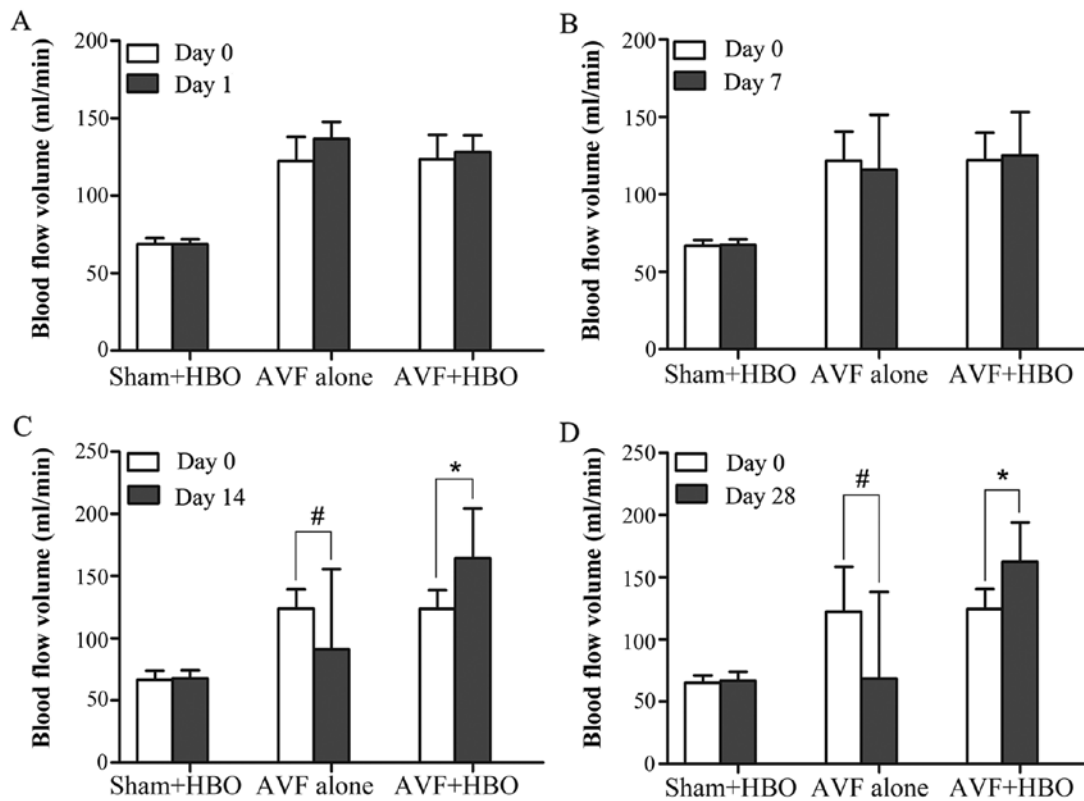 A
Blood flow volume (ml/min)
200
150
100
50
0
Day 0
Day 1
Sham+HBO AVF alone AVF+HBO
B
Blood flow volume (ml/min)
200
150
100
50
0
Day 0
Day 7
Sham+HBO AVF alone AVF+HBO
C
Blood flow volume (ml/min)
250
200
150
100
50
0
Day 0
Day 14
#
*
Sham+HBO AVF alone AVF+HBO
D
Blood flow volume (ml/min)
250
200
150
100
50
0
Day 0
Day 28
#
*
Sham+HBO AVF alone AVF+HBO